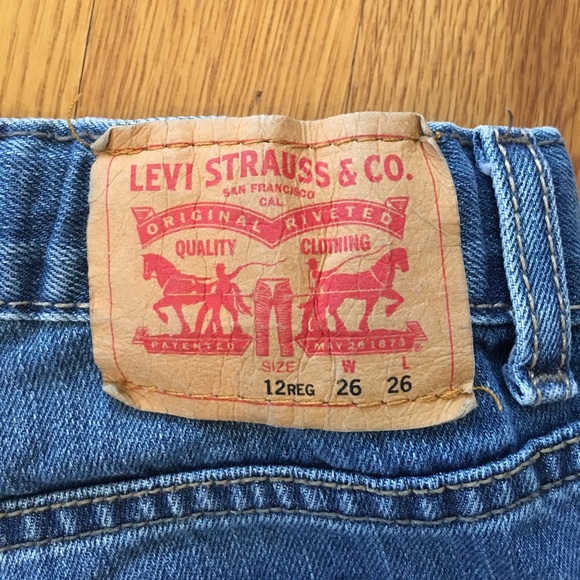 LEVI STRAUSS & CO.
SAN FRANCISCO
CAL.
ORIGINAL RIVETED
QUALITY CLOTHING
PATENTED MAY 20 1873 ®
SIZE W L
12REG 26 26